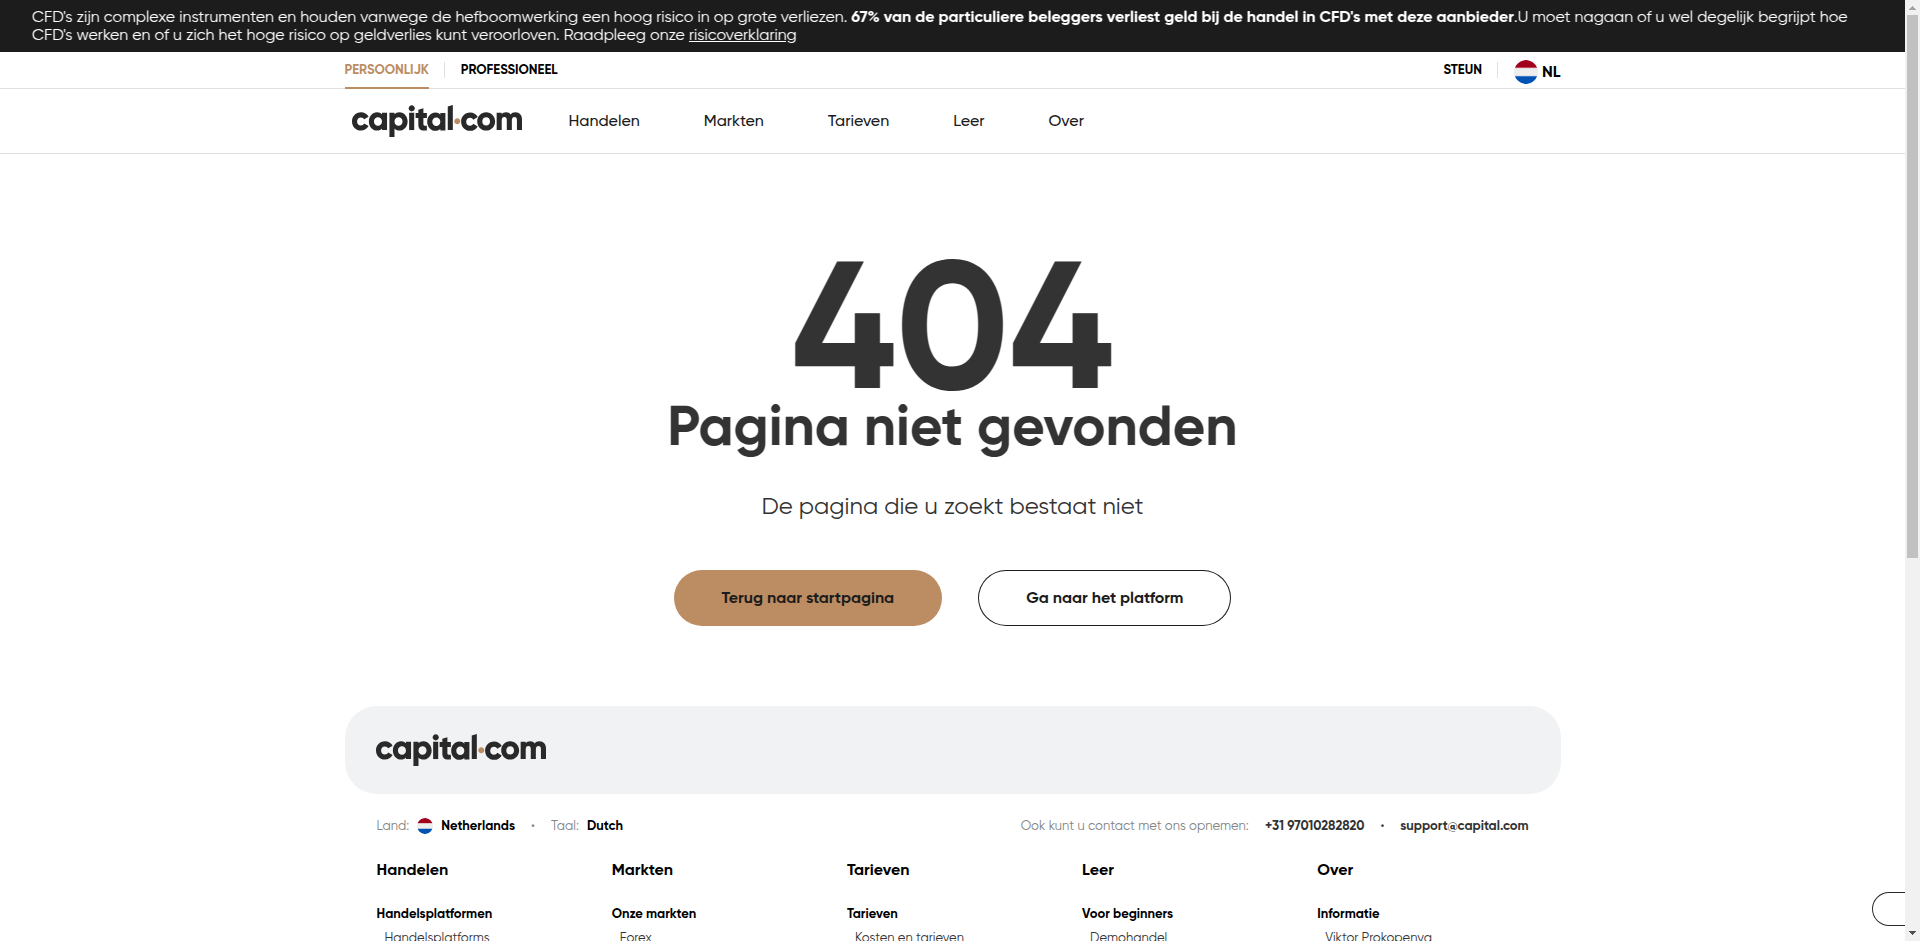 CFD's zijn complexe instrumenten en houden vanwege de hefboomwerking een hoog risico in op grote verliezen. 67% van de particuliere beleggers verliest geld bij de handel in CFD's met deze aanbieder.U moet nagaan of u wel degelijk begrijpt hoe
CFD's werken en of u zich het hoge risico op geldverlies kunt veroorloven. Raadpleeg onze risicoverklaring
PERSOONLIJK PROFESSIONEEL STEUN NL
capital.com Handelen Markten Tarieven Leer Over
404
Pagina niet gevonden
De pagina die u zoekt bestaat niet
Terug naar startpagina Ga naar het platform
capital.com
Land: Netherlands • Taal: Dutch Ook kunt u contact met ons opnemen: +31 97010282820 • support@capital.com
Handelen Markten Tarieven Leer Over
Handelsplatformen Onze markten Tarieven Voor beginners Informatie
Handelsplatforms Forex Kosten en tarieven Demohandel Viktor Prokopenya